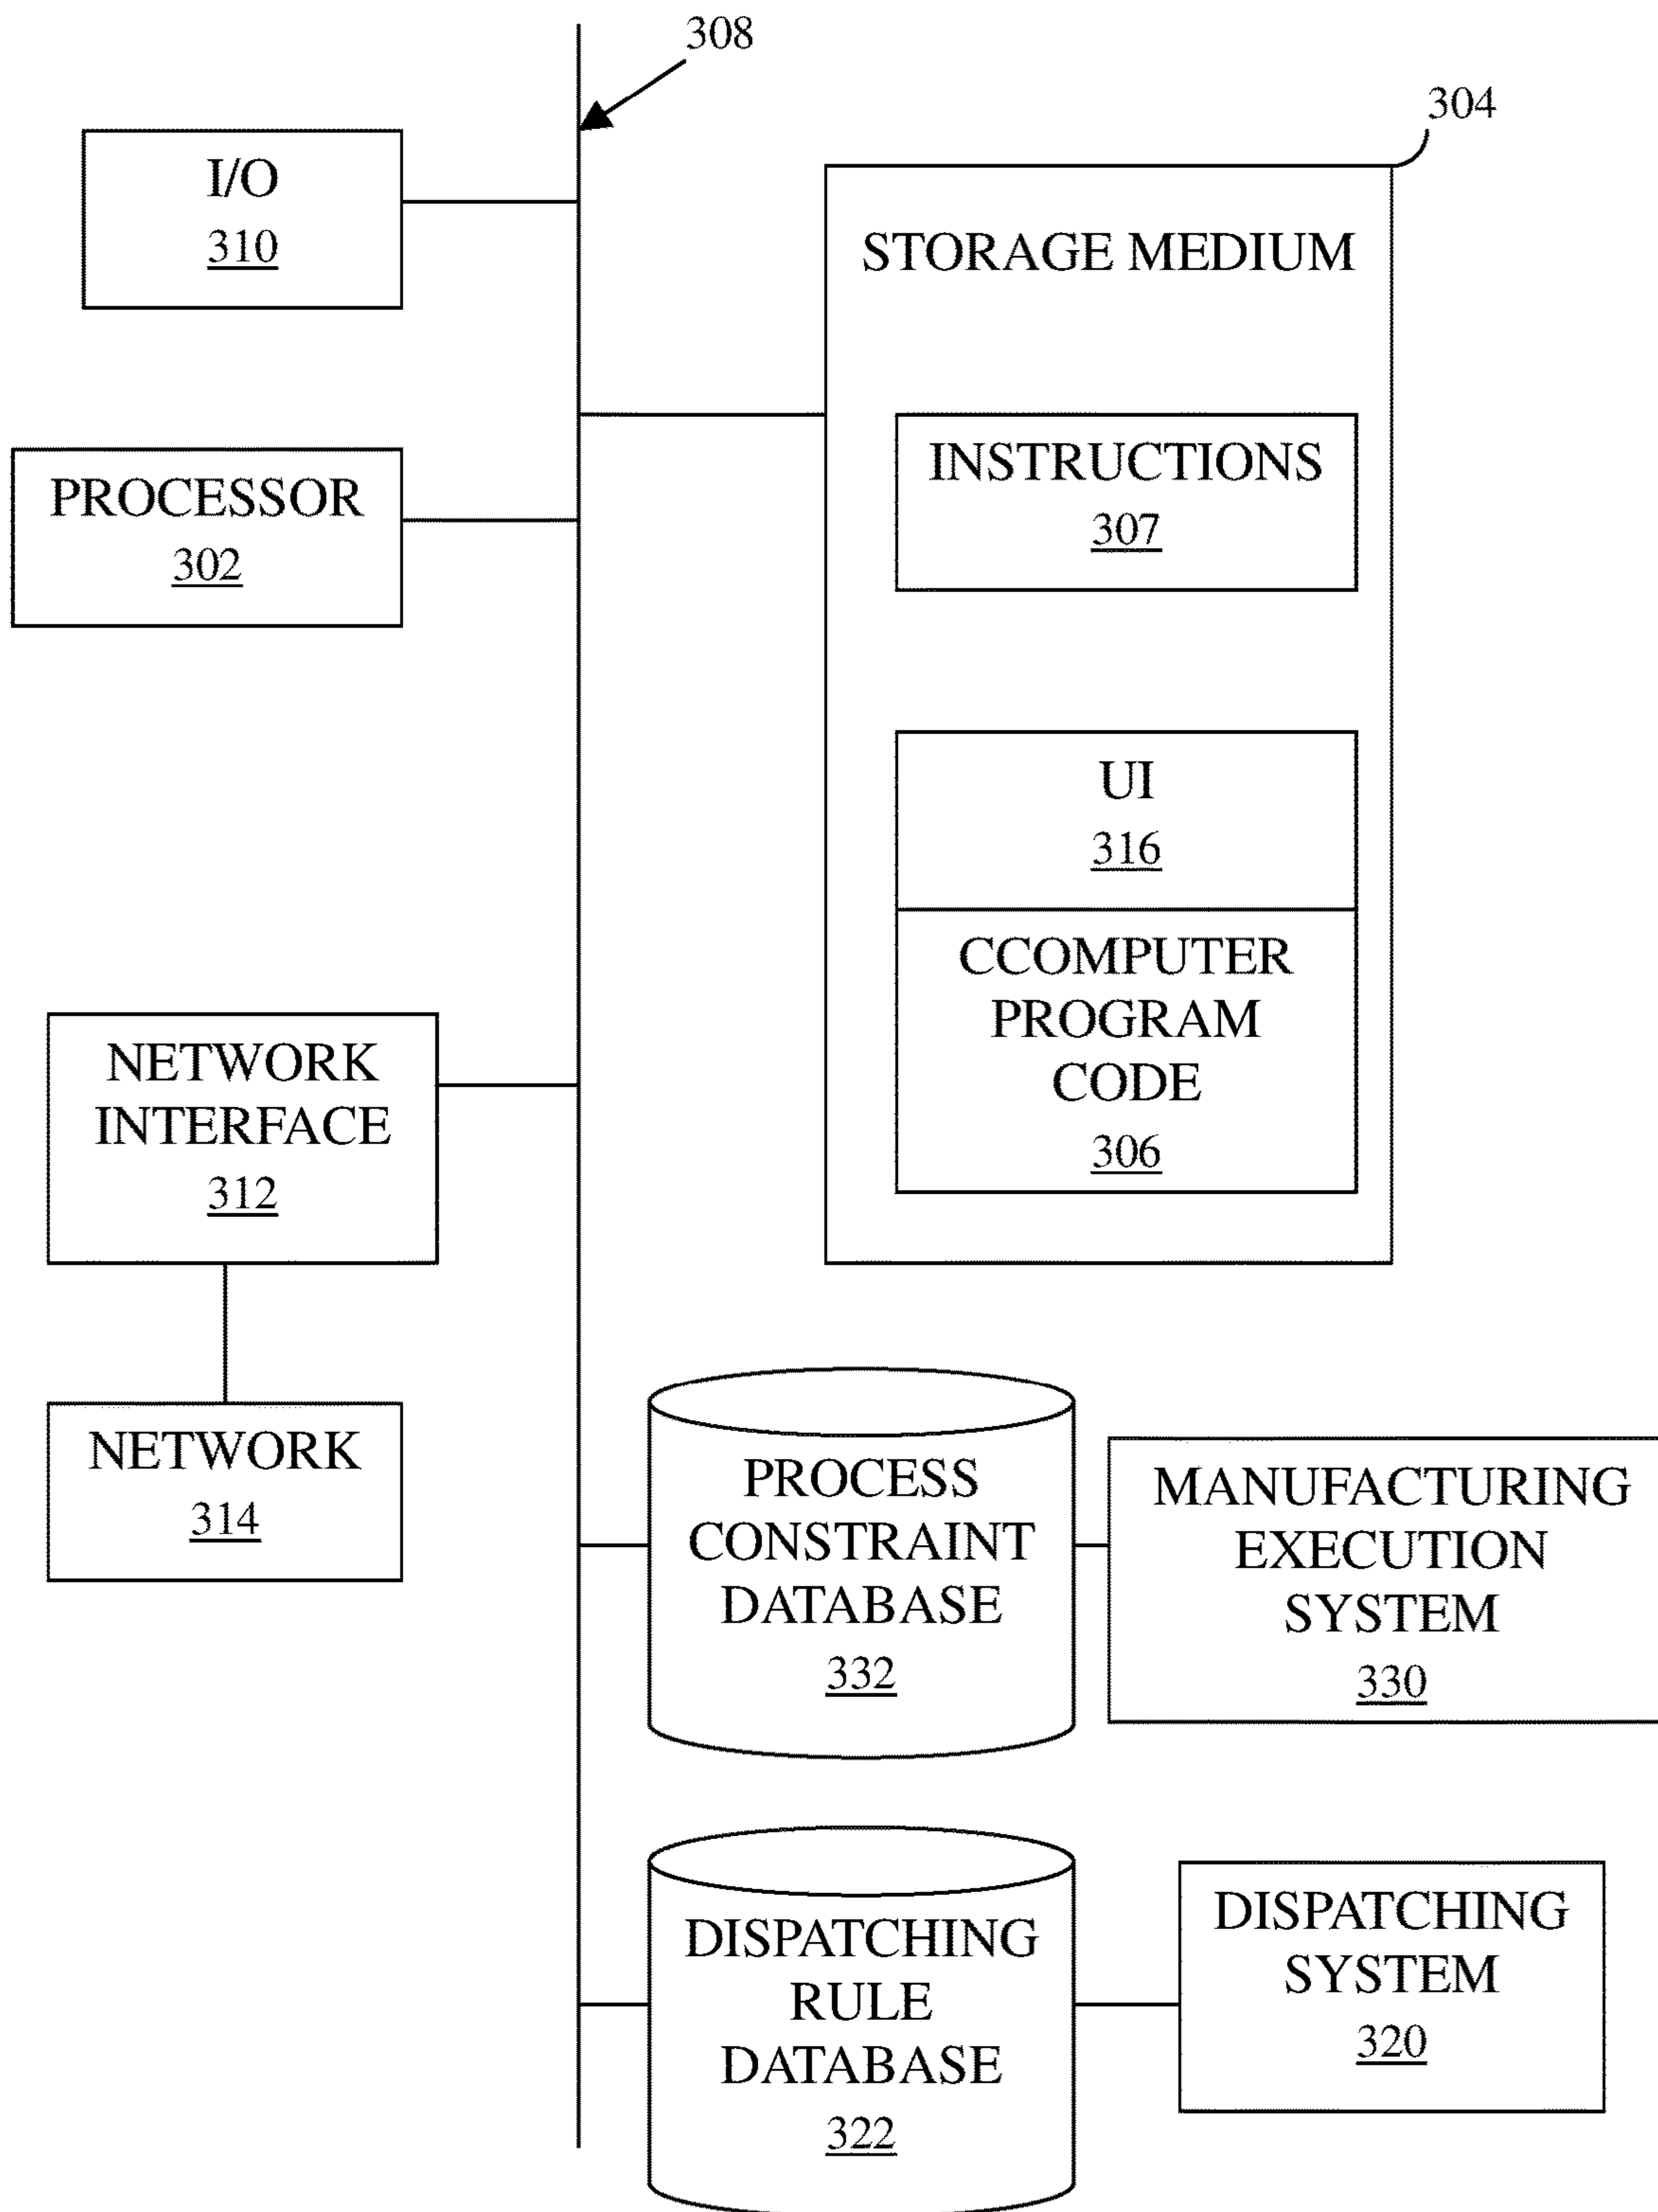 308
304
I/O
310
STORAGE MEDIUM
INSTRUCTIONS
307
PROCESSOR
302
UI
316
CCOMPUTER
PROGRAM
CODE
306
NETWORK
INTERFACE
312
NETWORK
314
PROCESS
CONSTRAINT
DATABASE
332
MANUFACTURING
EXECUTION
SYSTEM
330
DISPATCHING
RULE
DATABASE
322
DISPATCHING
SYSTEM
320